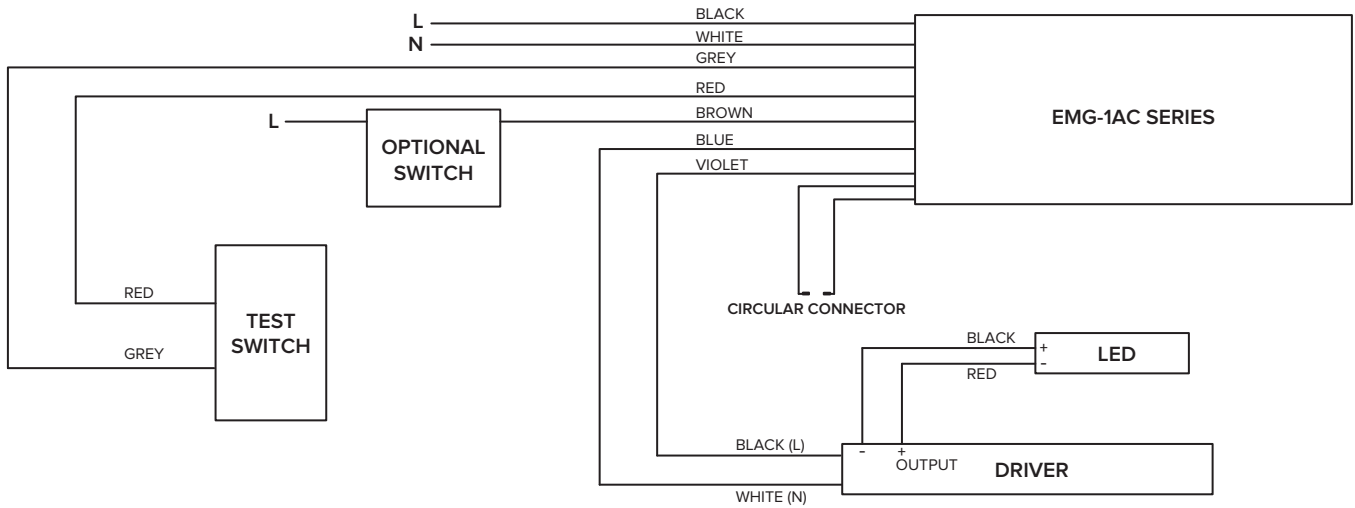 L
BLACK
N
WHITE
GREY
RED
L
BROWN
OPTIONAL
SWITCH
BLUE
VIOLET
EMG-1AC SERIES
CIRCULAR CONNECTOR
RED
GREY
TEST
SWITCH
BLACK
RED
+
-
LED
BLACK (L)
WHITE (N)
-
+
OUTPUT
DRIVER